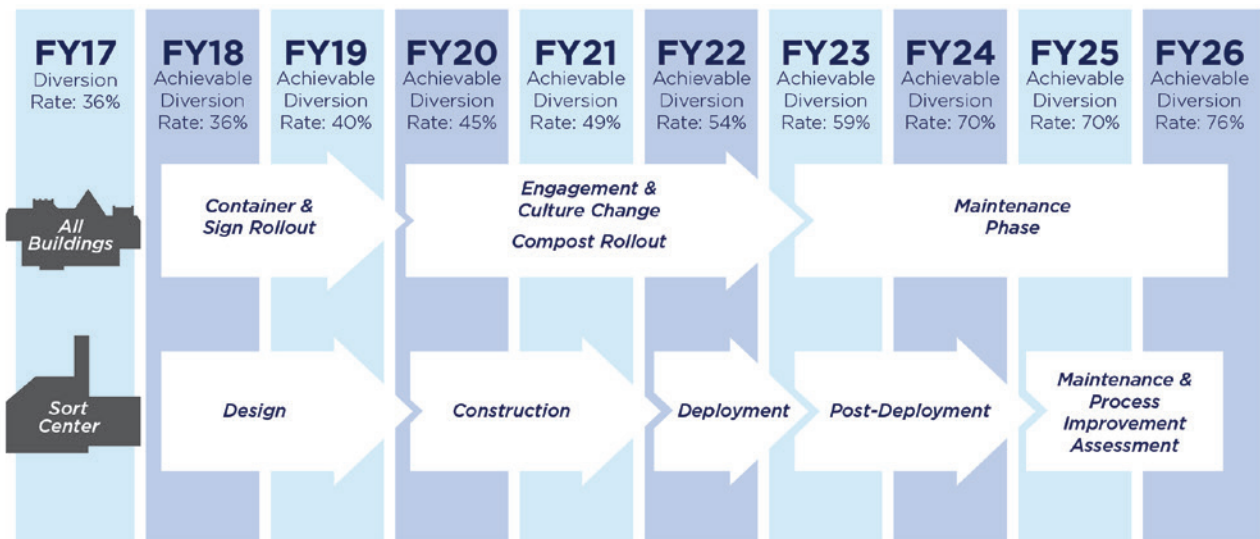 FY17
Diversion
Rate: 36%
FY18
Achievable
Diversion
Rate: 36%
FY19
Achievable
Diversion
Rate: 40%
FY20
Achievable
Diversion
Rate: 45%
FY21
Achievable
Diversion
Rate: 49%
FY22
Achievable
Diversion
Rate: 54%
FY23
Achievable
Diversion
Rate: 59%
FY24
Achievable
Diversion
Rate: 70%
FY25
Achievable
Diversion
Rate: 70%
FY26
Achievable
Diversion
Rate: 76%
All
Buildings
Container &
Sign Rollout
Engagement &
Culture Change
Compost Rollout
Maintenance
Phase
Sort
Center
Design
Construction
Deployment
Post-Deployment
Maintenance &
Process
Improvement
Assessment